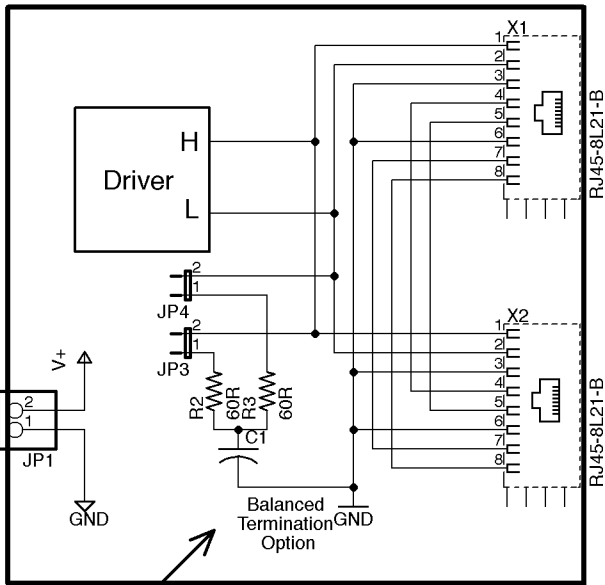 X1
1
2
3
4
5
6
7
8
RJ45-8L21-B
H
Driver
L
2
1
JP4
2
1
JP3
V+
R2
60R
R3
60R
C1
2
1
JP1
GND
Balanced
Termination
Option
GND
X2
1
2
3
4
5
6
7
8
RJ45-8L21-B